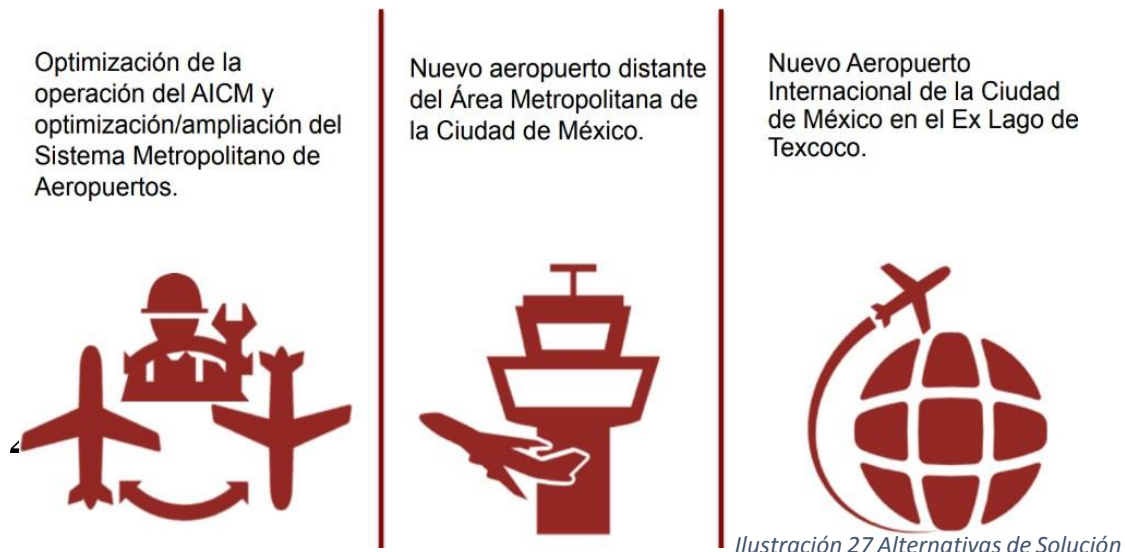 Optimización de la
operación del AICM y
optimización/ampliación del
Sistema Metropolitano de
Aeropuertos.
Nuevo aeropuerto distante
del Área Metropolitana de
la Ciudad de México.
Nuevo Aeropuerto
Internacional de la Ciudad
de México en el Ex Lago de
Texcoco.
Ilustración 27 Alternativas de Solución